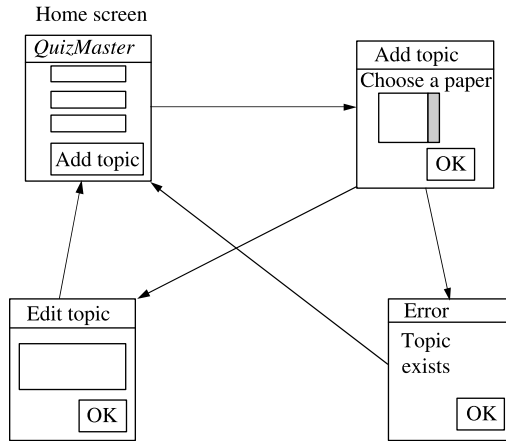 Home screen
QuizMaster
Add topic
Add topic
Choose a paper
OK
Edit topic
OK
Error
Topic
exists
OK